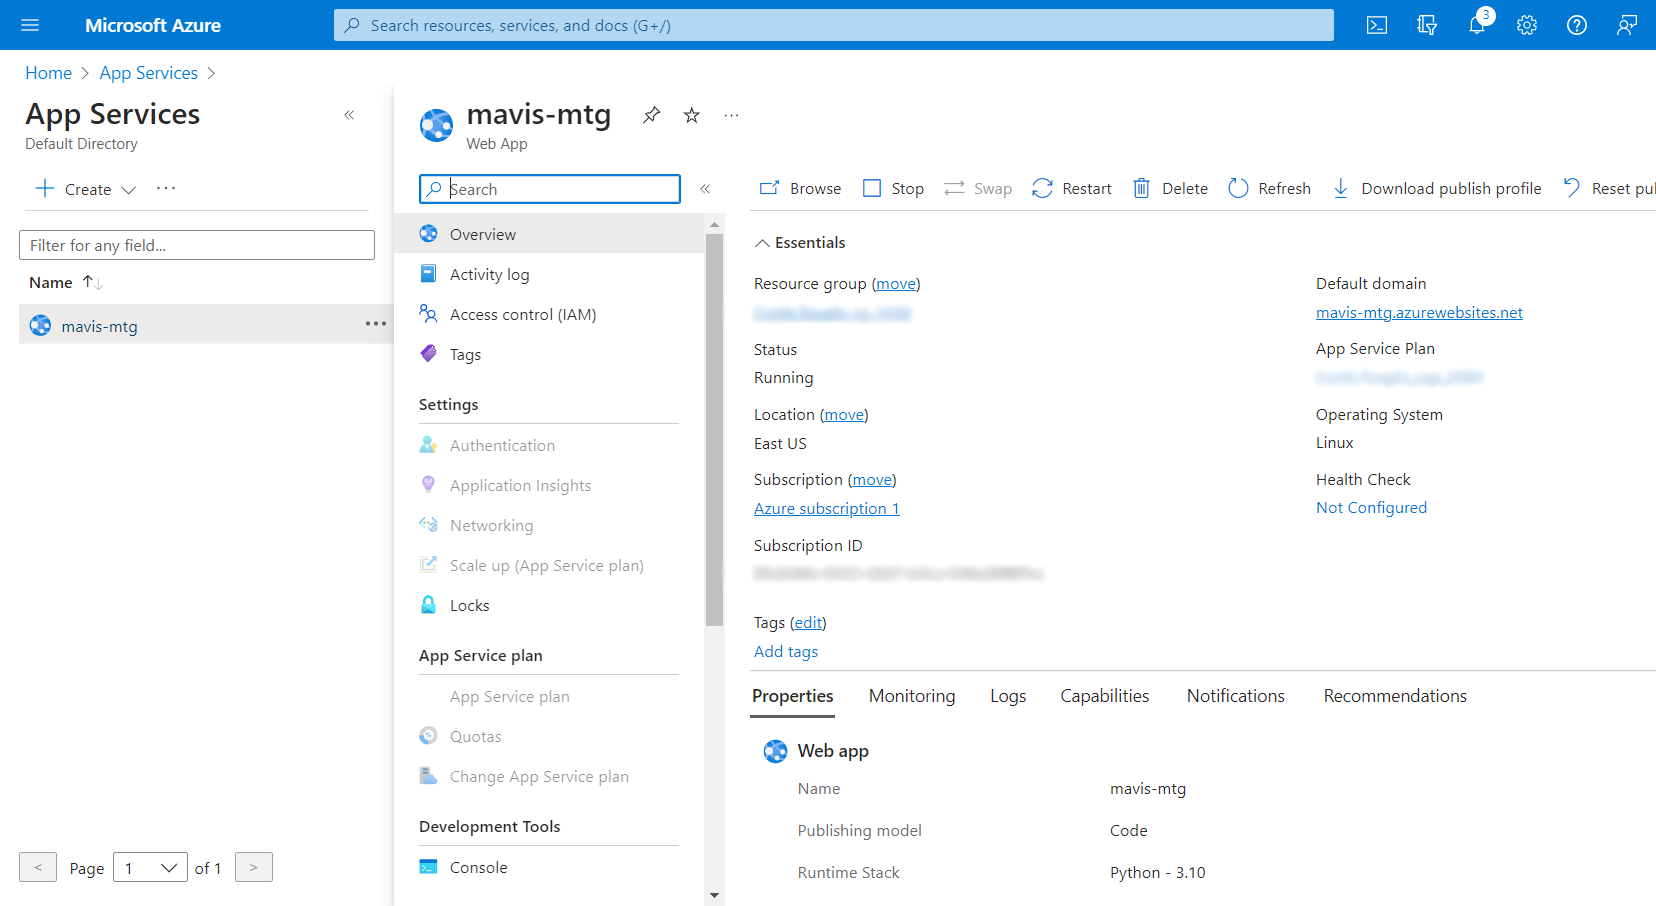 Microsoft Azure
Search resources, services, and docs (G+/)
3
Home > App Services >
App Services
Default Directory
Create
Filter for any field...
Name
mavis-mtg
Page 1 of 1
mavis-mtg
Web App
Search
Overview
Activity log
Access control (IAM)
Tags
Settings
Authentication
Application Insights
Networking
Scale up (App Service plan)
Locks
App Service plan
App Service plan
Quotas
Change App Service plan
Development Tools
Console
Browse Stop Swap Restart Delete Refresh Download publish profile Reset pu
Essentials
Resource group (move)
Status
Running
Location (move)
East US
Subscription (move)
Azure subscription 1
Subscription ID
Default domain
mavis-mtg.azurewebsites.net
App Service Plan
Operating System
Linux
Health Check
Not Configured
Tags (edit)
Add tags
Properties Monitoring Logs Capabilities Notifications Recommendations
Web app
Name mavis-mtg
Publishing model Code
Runtime Stack Python - 3.10